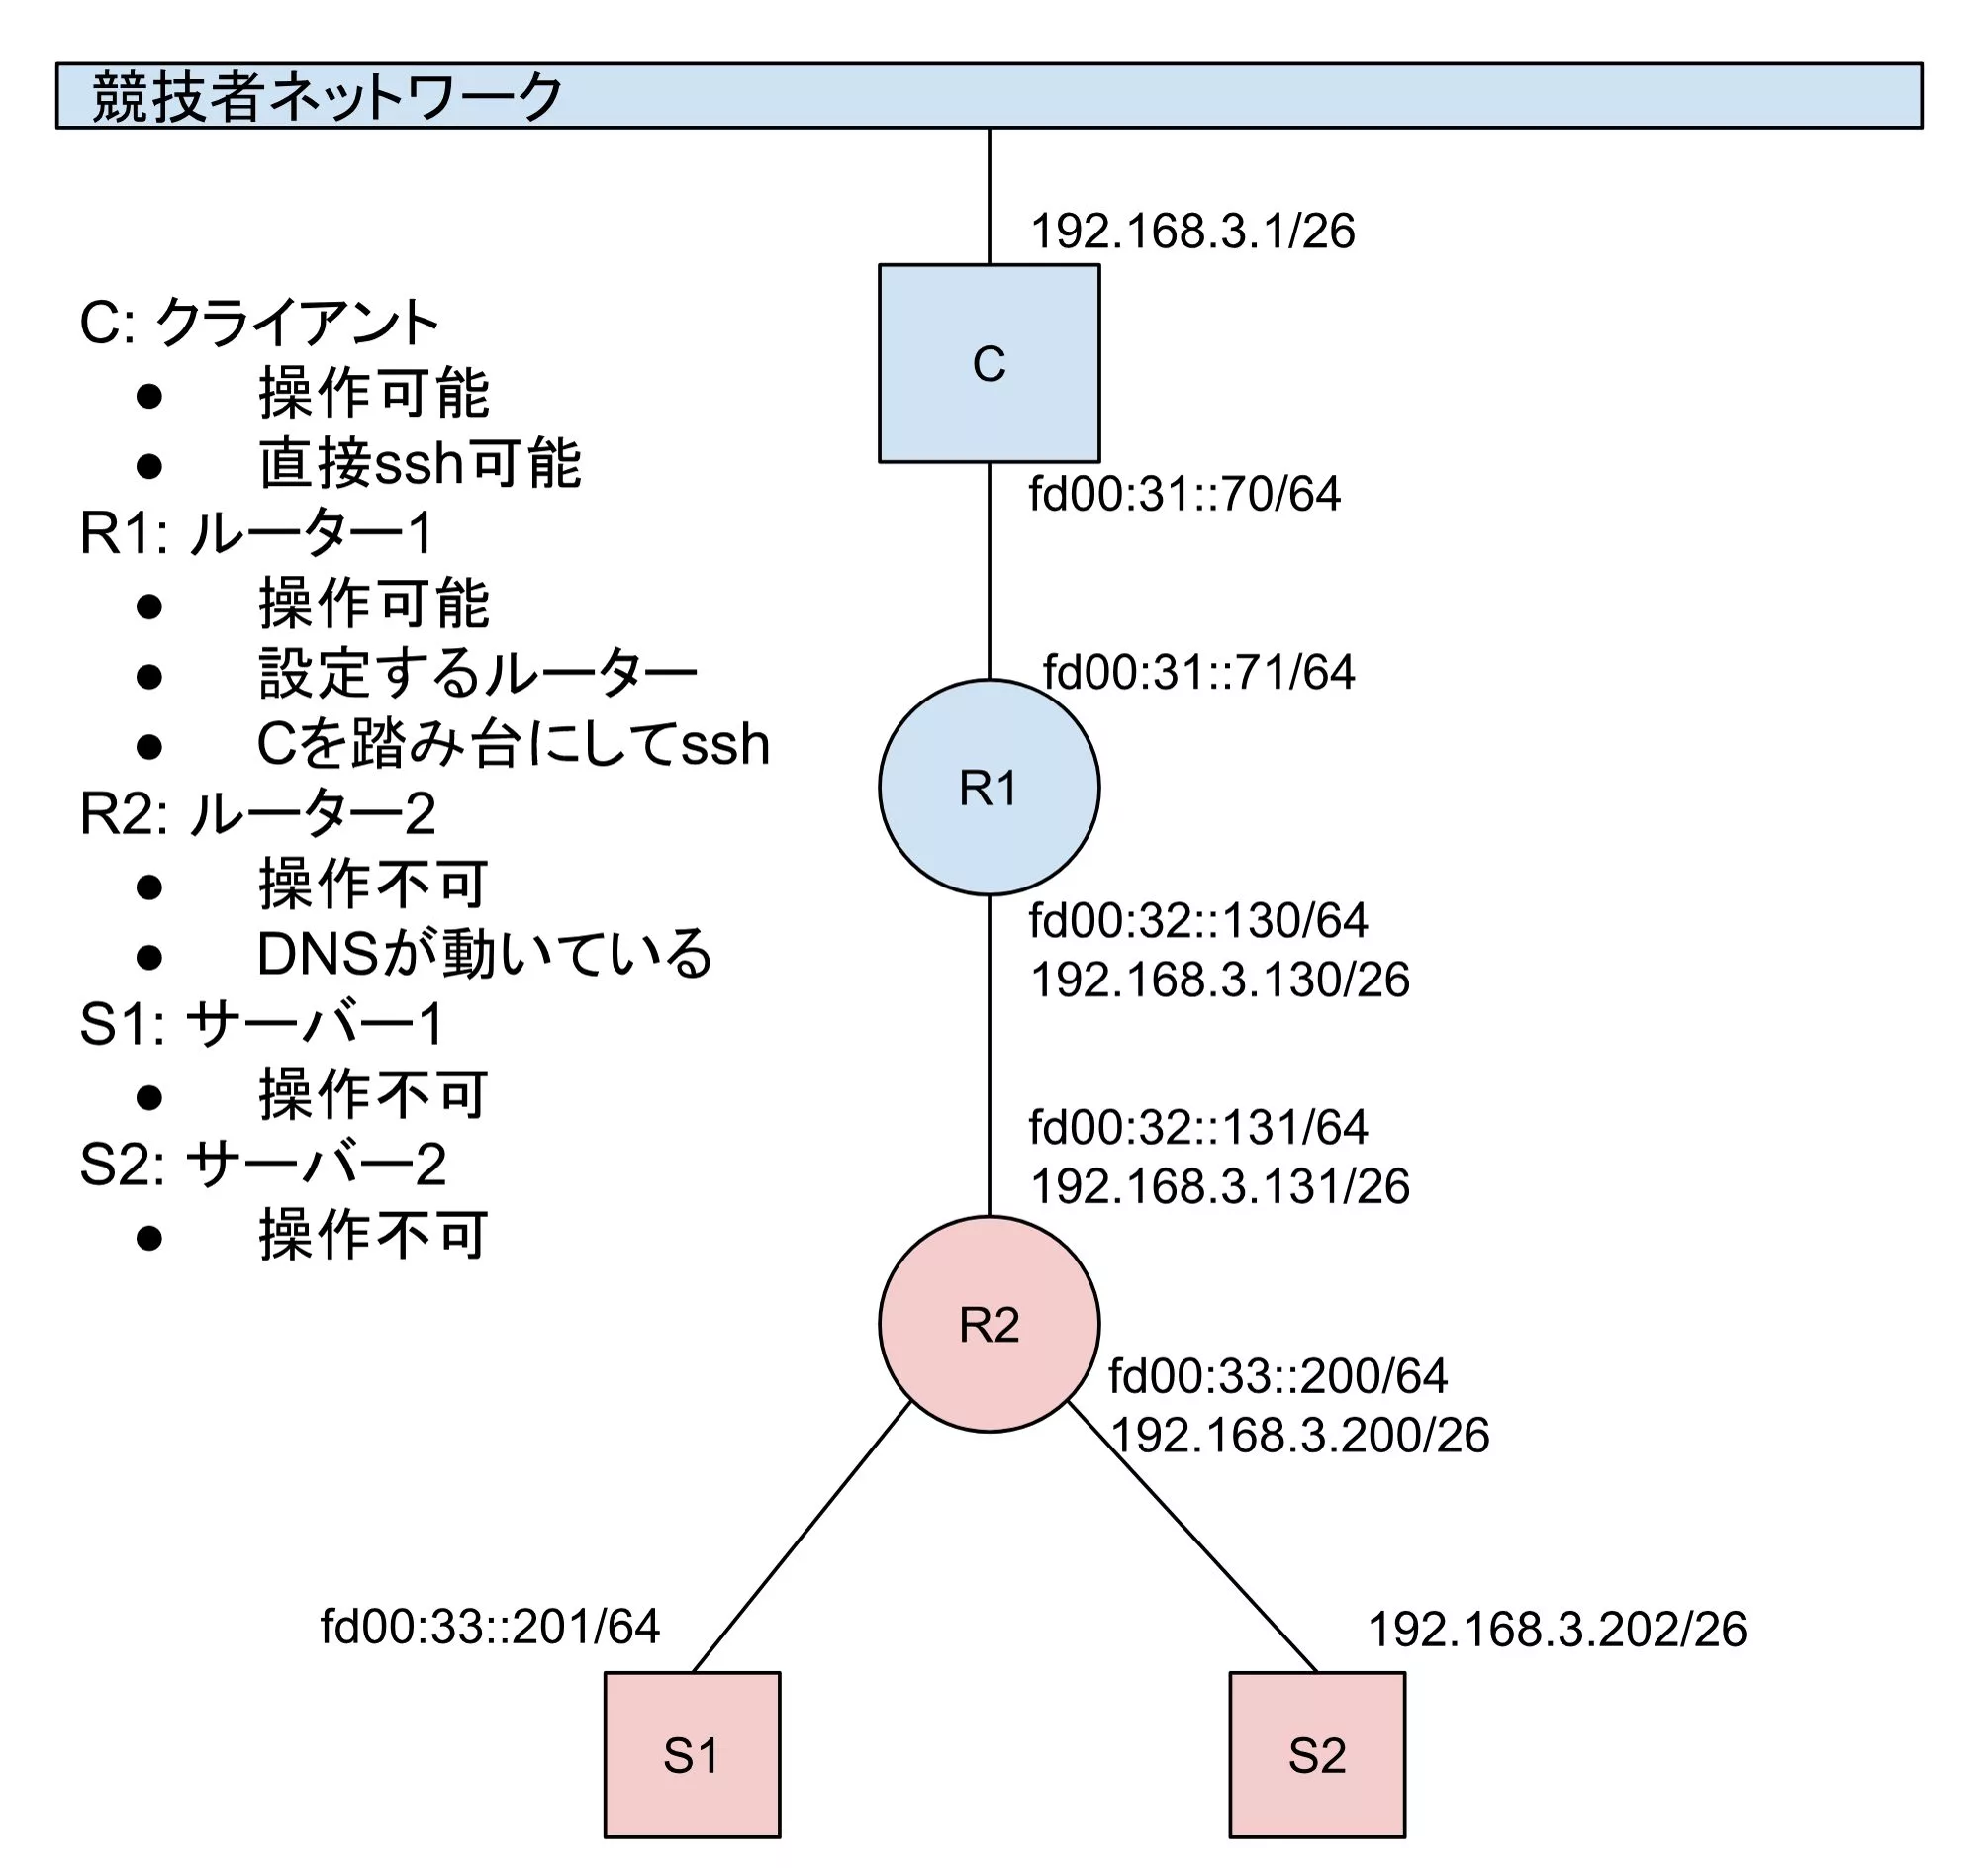 競技者ネットワーク
192.168.3.1/26
C
fd00:31::70/64
C: クライアント
● 操作可能
● 直接ssh可能
R1: ルーター1
● 操作可能
● 設定するルーター
● Cを踏み台にしてssh
R2: ルーター2
● 操作不可
● DNSが動いている
S1: サーバー1
● 操作不可
S2: サーバー2
● 操作不可
fd00:31::71/64
R1
fd00:32::130/64
192.168.3.130/26
fd00:32::131/64
192.168.3.131/26
R2
fd00:33::200/64
192.168.3.200/26
fd00:33::201/64
192.168.3.202/26
S1
S2